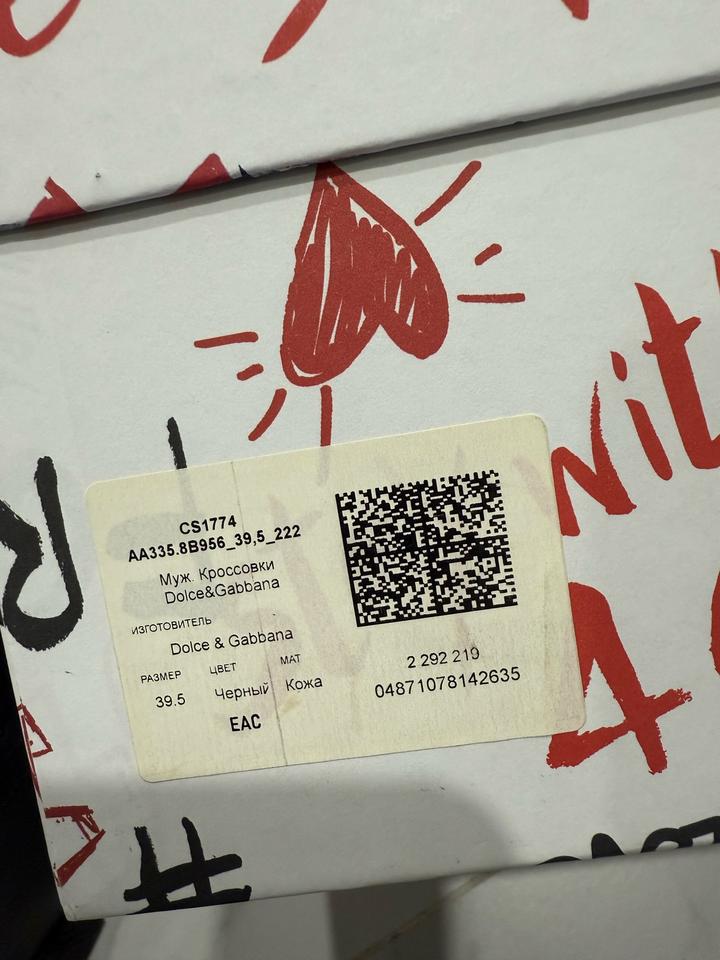 with
CS1774
AA335.8B956_39,5_222
Муж. Кроссовки
Dolce&Gabbana
ИЗГОТОВИТЕЛЬ
Dolce & Gabbana
РАЗМЕР ЦВЕТ МАТ
39.5 Черный Кожа
EAC
2 292 219
04871078142635
#